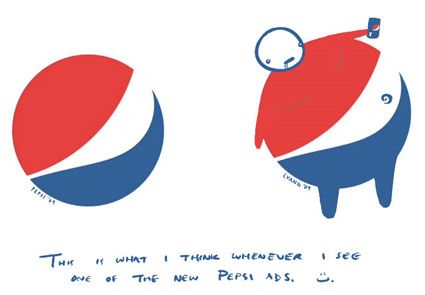 PEPSI '09
LYANG '09
THIS IS WHAT I THINK WHENEVER I SEE
ONE OF THE NEW PEPSI ADS. :).